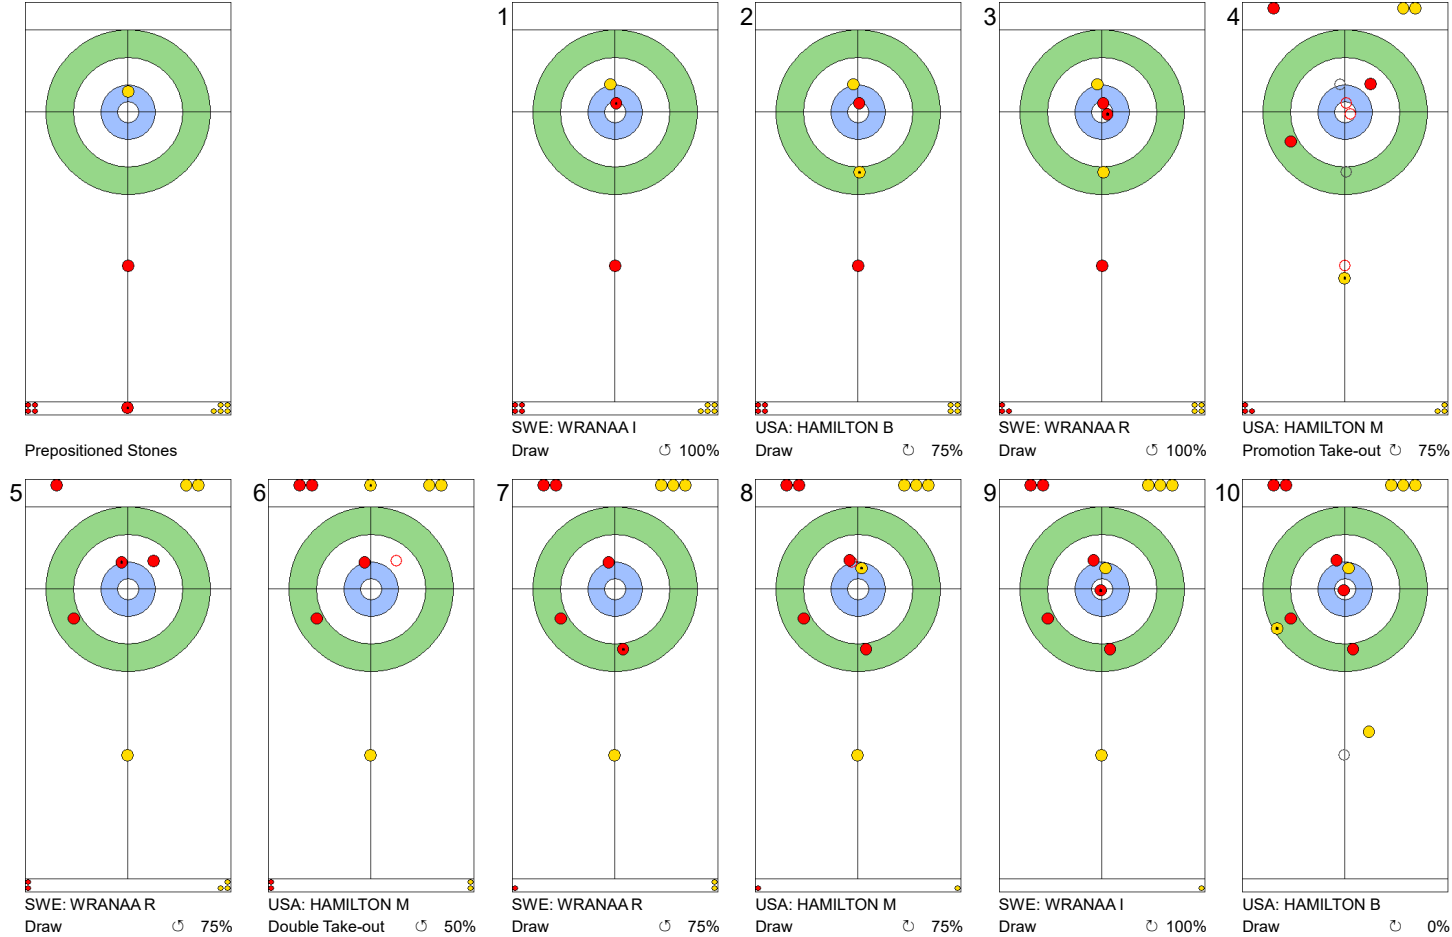 1
2
3
4
Prepositioned Stones
SWE: WRANAA I
Draw 100%
USA: HAMILTON B
Draw 75%
SWE: WRANAA R
Draw 100%
USA: HAMILTON M
Promotion Take-out 75%
5
6
7
8
9
10
SWE: WRANAA R
Draw 75%
USA: HAMILTON M
Double Take-out 50%
SWE: WRANAA R
Draw 75%
USA: HAMILTON M
Draw 75%
SWE: WRANAA I
Draw 100%
USA: HAMILTON B
Draw 0%